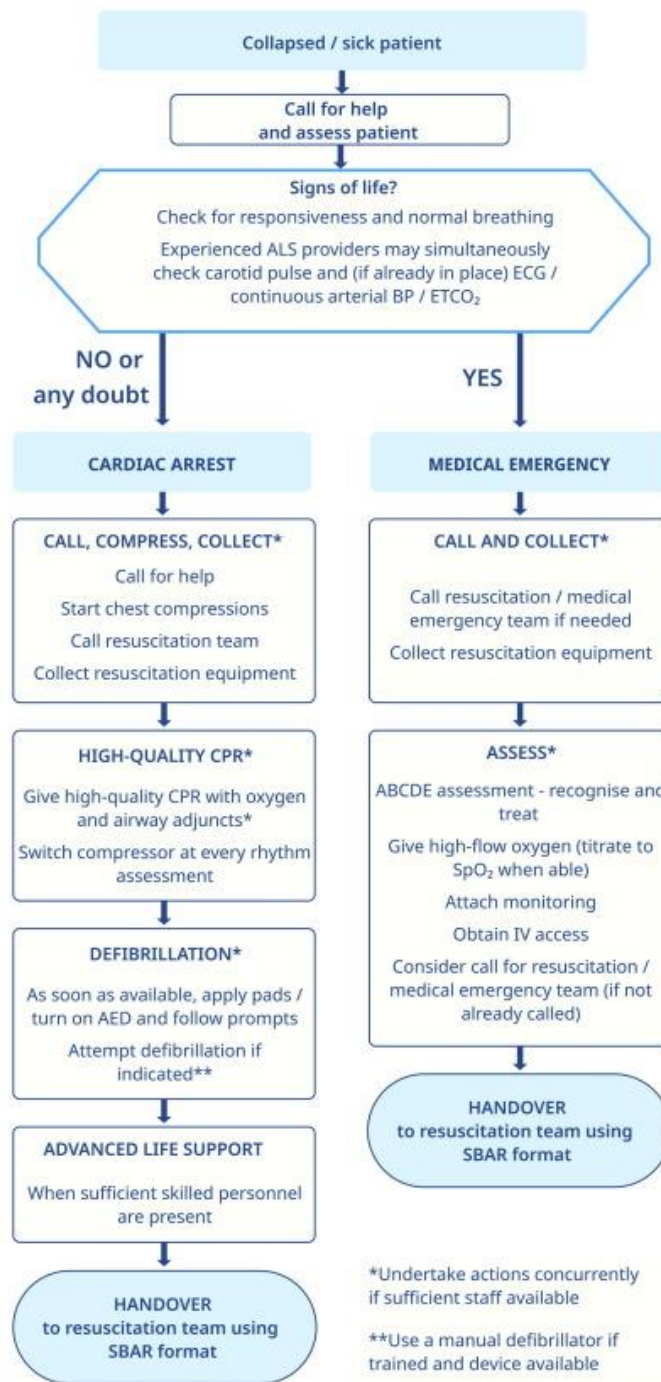 Collapsed / sick patient
Call for help
and assess patient
Signs of life?
Check for responsiveness and normal breathing
Experienced ALS providers may simultaneously
check carotid pulse and (if already in place) ECG /
continuous arterial BP / ETCO₂
NO or
any doubt
YES
CARDIAC ARREST
CALL, COMPRESS, COLLECT*
Call for help
Start chest compressions
Call resuscitation team
Collect resuscitation equipment
HIGH-QUALITY CPR*
Give high-quality CPR with oxygen
and airway adjuncts*
Switch compressor at every rhythm
assessment
DEFIBRILLATION*
As soon as available, apply pads /
turn on AED and follow prompts
Attempt defibrillation if
indicated**
ADVANCED LIFE SUPPORT
When sufficient skilled personnel
are present
HANDOVER
to resuscitation team using
SBAR format
MEDICAL EMERGENCY
CALL AND COLLECT*
Call resuscitation / medical
emergency team if needed
Collect resuscitation equipment
ASSESS*
ABCDE assessment - recognise and
treat
Give high-flow oxygen (titrate to
SpO₂ when able)
Attach monitoring
Obtain IV access
Consider call for resuscitation /
medical emergency team (if not
already called)
HANDOVER
to resuscitation team using
SBAR format
*Undertake actions concurrently
if sufficient staff available
**Use a manual defibrillator if
trained and device available